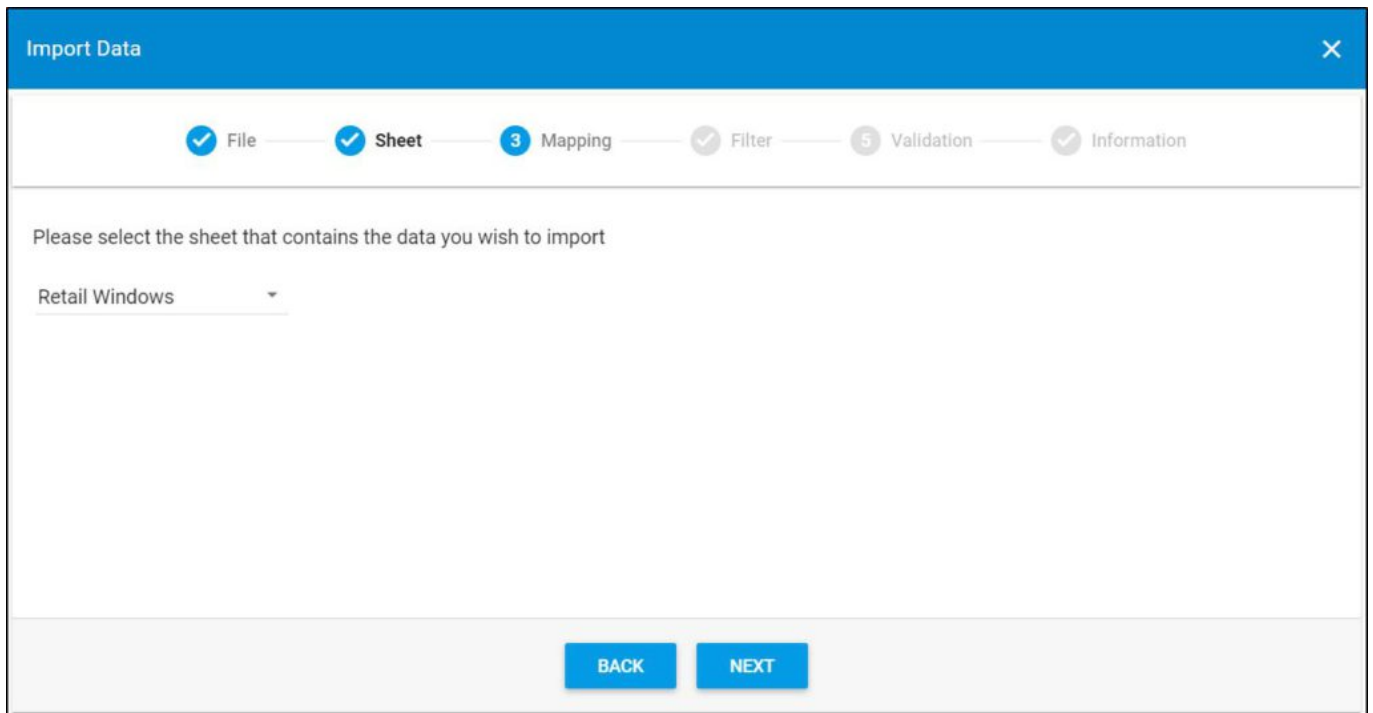 Import Data
File Sheet 3 Mapping Filter 5 Validation Information
Please select the sheet that contains the data you wish to import
Retail Windows
BACK NEXT